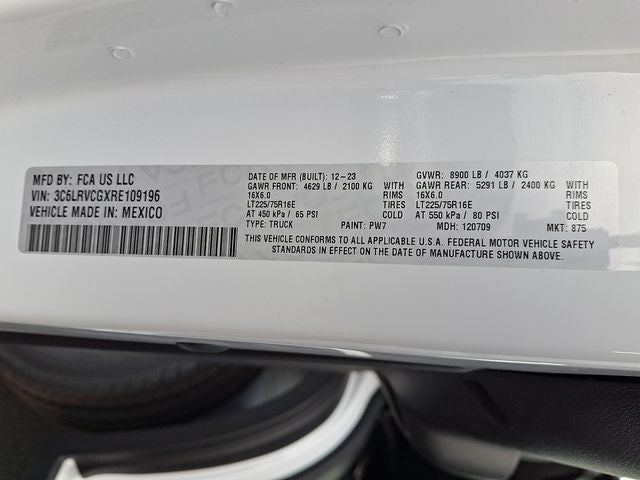 MFD BY: FCA US LLC
VIN: 3C6LRVCGXRE109196
VEHICLE MADE IN: MEXICO
DATE OF MFR (BUILT): 12-23 GVWR: 8900 LB / 4037 KG
GAWR FRONT: 4629 LB / 2100 KG WITH GAWR REAR: 5291 LB / 2400 KG WITH
16X6.0 RIMS 16X6.0 RIMS
LT225/75R16E TIRES LT225/75R16E TIRES
AT 450 kPa / 65 PSI COLD AT 550 kPa / 80 PSI COLD
TYPE: TRUCK PAINT: PW7 MDH: 120709 MKT: 875
THIS VEHICLE CONFORMS TO ALL APPLICABLE U.S.A. FEDERAL MOTOR VEHICLE SAFETY
STANDARDS IN EFFECT ON THE DATE OF MANUFACTURE SHOWN ABOVE.